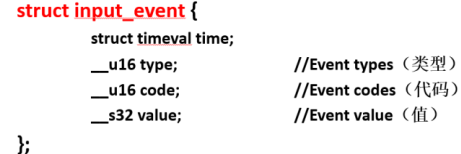 struct input_event {
struct timeval time;
__u16 type; //Event types（类型）
__u16 code; //Event codes（代码）
__s32 value; //Event value（值）
};